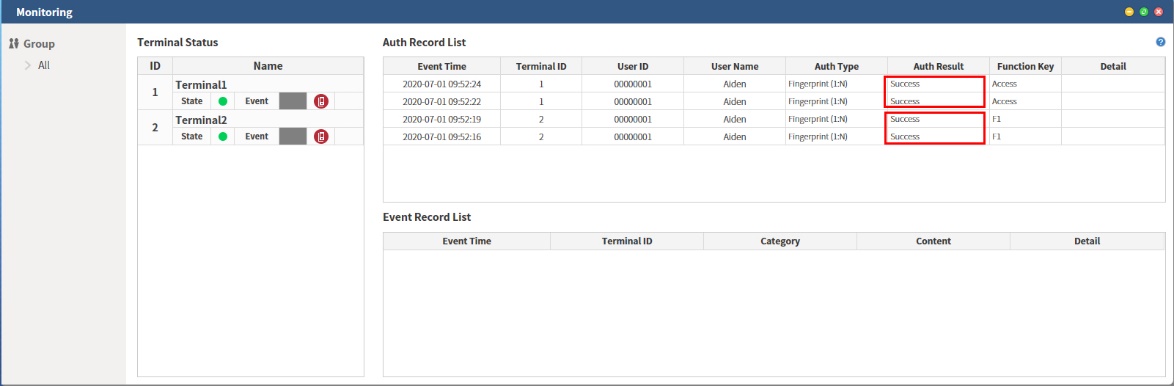 Monitoring
Group
All
Terminal Status
ID Name
1 Terminal1
State Event
2 Terminal2
State Event
Auth Record List
Event Time Terminal ID User ID User Name Auth Type Auth Result Function Key Detail
2020-07-01 09:52:24 1 00000001 Aiden Fingerprint (1:N) Success Access
2020-07-01 09:52:22 1 00000001 Aiden Fingerprint (1:N) Success Access
2020-07-01 09:52:19 2 00000001 Aiden Fingerprint (1:N) Success F1
2020-07-01 09:52:16 2 00000001 Aiden Fingerprint (1:N) Success F1
Event Record List
Event Time Terminal ID Category Content Detail